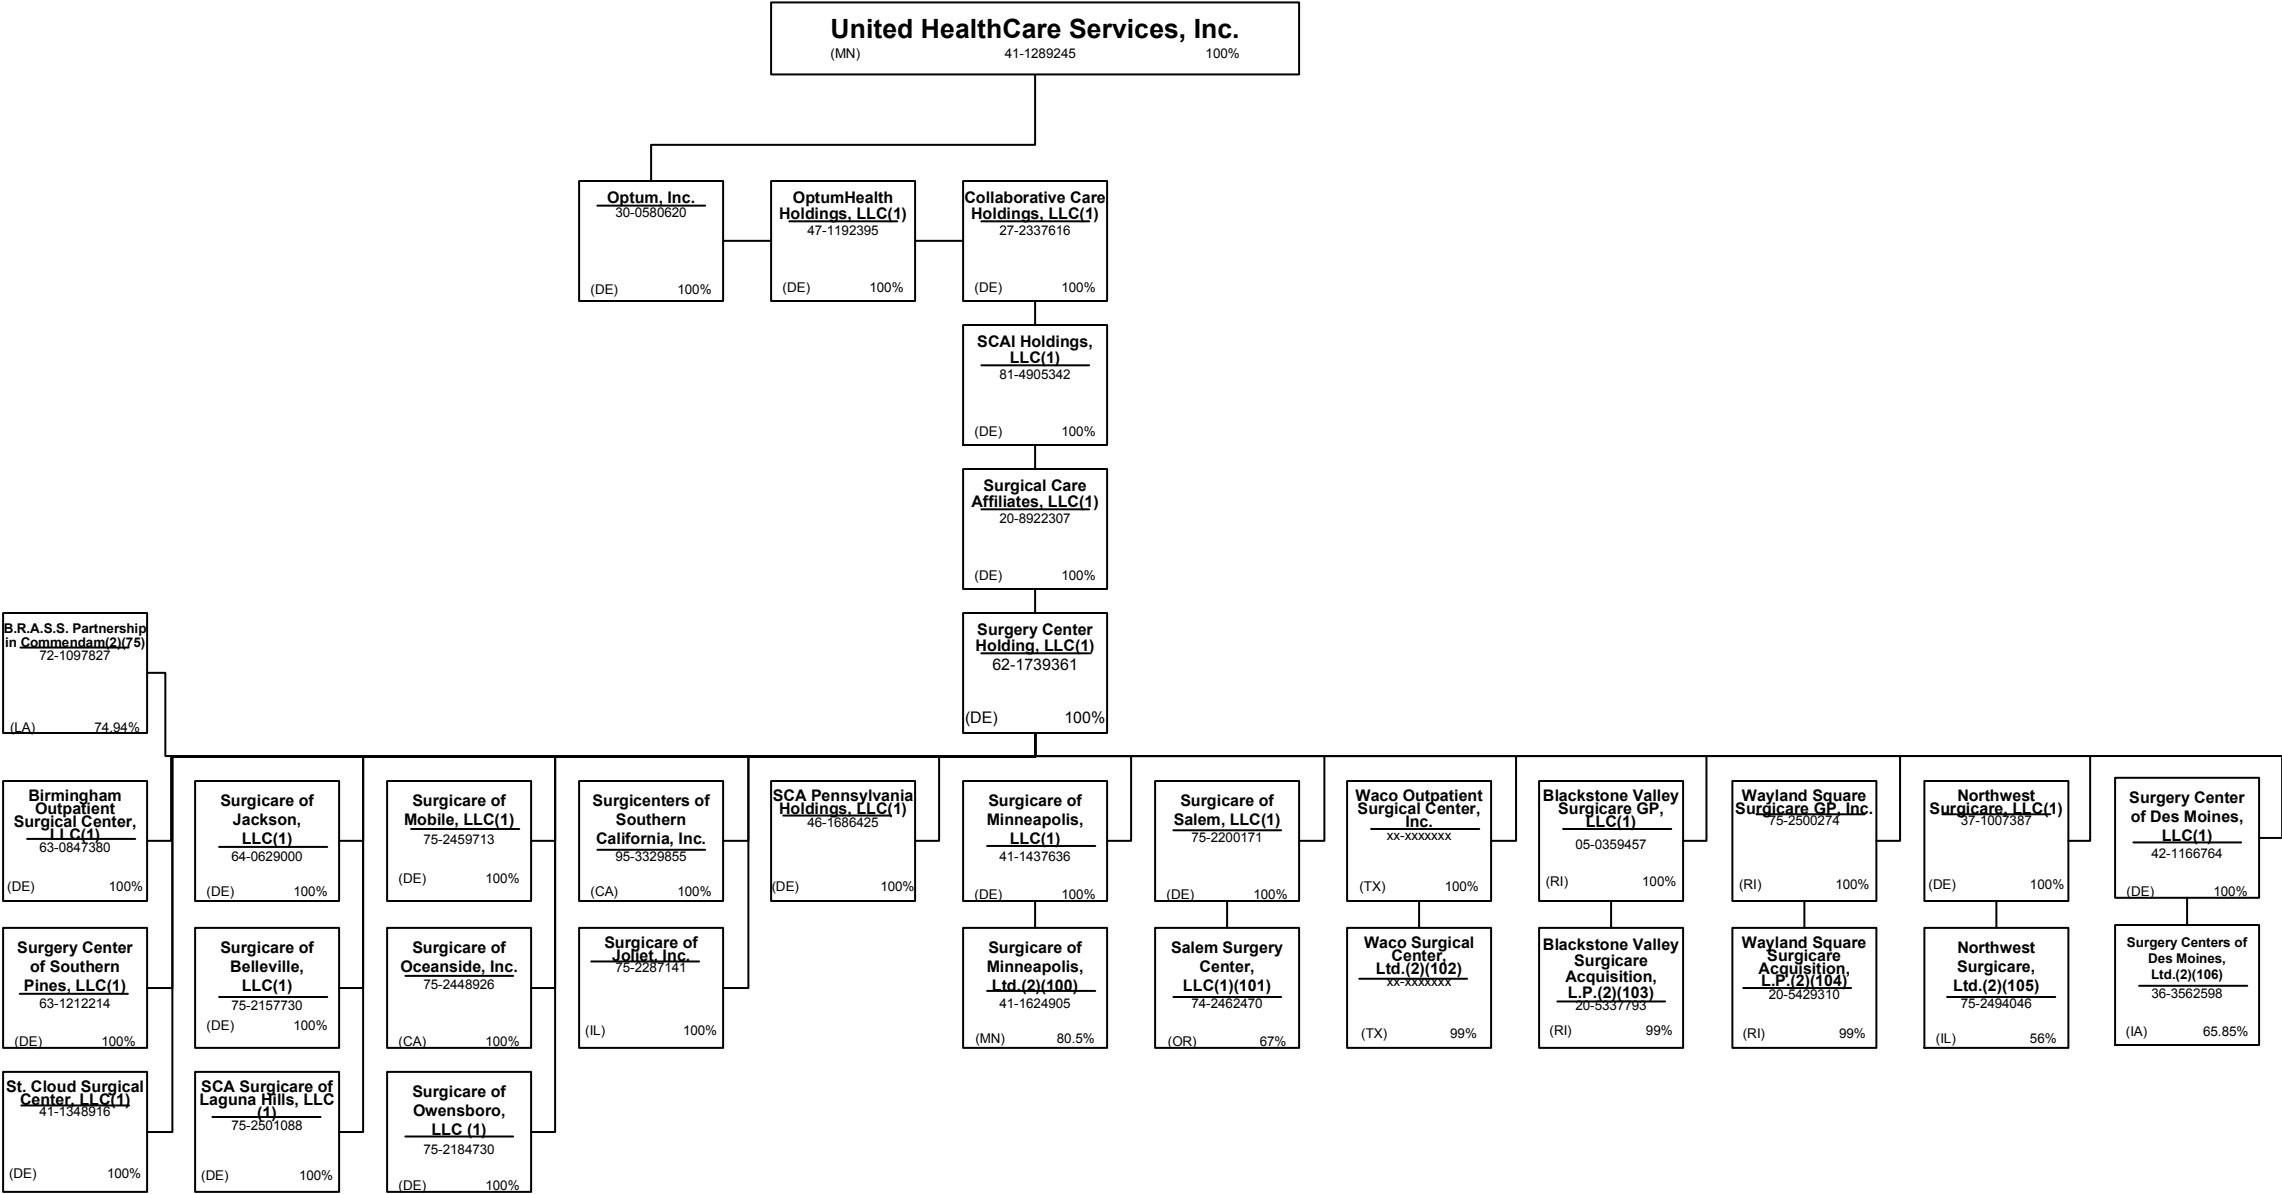 United HealthCare Services, Inc.
(MN) 41-1289245 100%
Optum, Inc.
30-0580620
(DE) 100%
OptumHealth
Holdings, LLC(1)
47-1192395
(DE) 100%
Collaborative Care
Holdings, LLC(1)
27-2337616
(DE) 100%
SCAI Holdings,
LLC(1)
81-4905342
(DE) 100%
Surgical Care
Affiliates, LLC(1)
20-8922307
(DE) 100%
B.R.A.S.S. Partnership
in Commendam(2)(75)
72-1097827
(LA) 74.94%
Surgery Center
Holding, LLC(1)
62-1739361
(DE) 100%
Birmingham
Outpatient
Surgical Center,
LLC(1)
63-0847380
(DE) 100%
Surgicare of
Jackson,
LLC(1)
64-0629000
(DE) 100%
Surgicare of
Mobile, LLC(1)
75-2459713
(DE) 100%
Surgicenters of
Southern
California, Inc.
95-3329855
(CA) 100%
SCA Pennsylvania
Holdings, LLC(1)
46-1686425
(DE) 100%
Surgicare of
Minneapolis,
LLC(1)
41-1437636
(DE) 100%
Surgicare of
Salem, LLC(1)
75-2200171
(DE) 100%
Waco Outpatient
Surgical Center,
Inc.
xx-xxxxxxx
(TX) 100%
Blackstone Valley
Surgicare GP,
LLC(1)
05-0359457
(RI) 100%
Wayland Square
Surgicare GP, Inc.
75-2500274
(RI) 100%
Northwest
Surgicare, LLC(1)
37-1007387
(DE) 100%
Surgery Center
of Des Moines,
LLC(1)
42-1166764
(DE) 100%
Surgery Center
of Southern
Pines, LLC(1)
63-1212214
(DE) 100%
Surgicare of
Belleville,
LLC(1)
75-2157730
(DE) 100%
Surgicare of
Oceanside, Inc.
75-2448926
(CA) 100%
Surgicare of
Joliet, Inc.
75-2287141
(IL) 100%
Surgicare of
Minneapolis,
Ltd.(2)(100)
41-1624905
(MN) 80.5%
Salem Surgery
Center,
LLC(1)(101)
74-2462470
(OR) 67%
Waco Surgical
Center,
Ltd.(2)(102)
xx-xxxxxxx
(TX) 99%
Blackstone Valley
Surgicare
Acquisition,
L.P.(2)(103)
20-5337793
(RI) 99%
Wayland Square
Surgicare
Acquisition,
L.P.(2)(104)
20-5429310
(RI) 99%
Northwest
Surgicare,
Ltd.(2)(105)
75-2494046
(IL) 56%
Surgery Centers of
Des Moines,
Ltd.(2)(106)
36-3562598
(IA) 65.85%
St. Cloud Surgical
Center, LLC(1)
41-1348916
(DE) 100%
SCA Surgicare of
Laguna Hills, LLC
(1)
75-2501088
(DE) 100%
Surgicare of
Owensboro,
LLC (1)
75-2184730
(DE) 100%